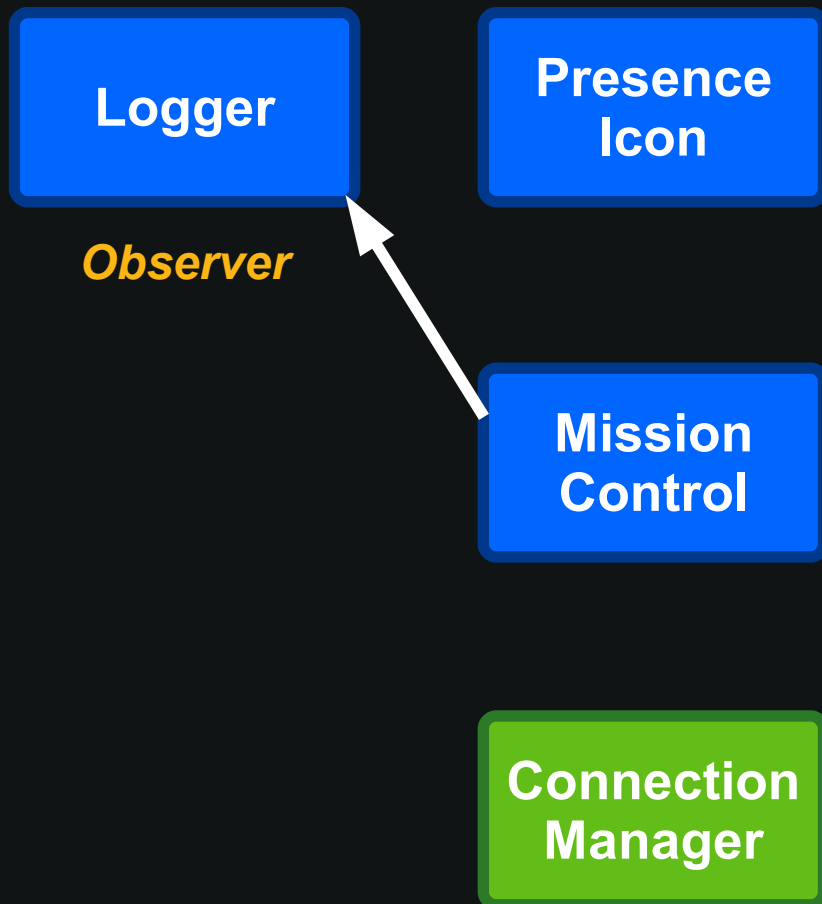 Logger
Presence
Icon
Observer
Mission
Control
Connection
Manager